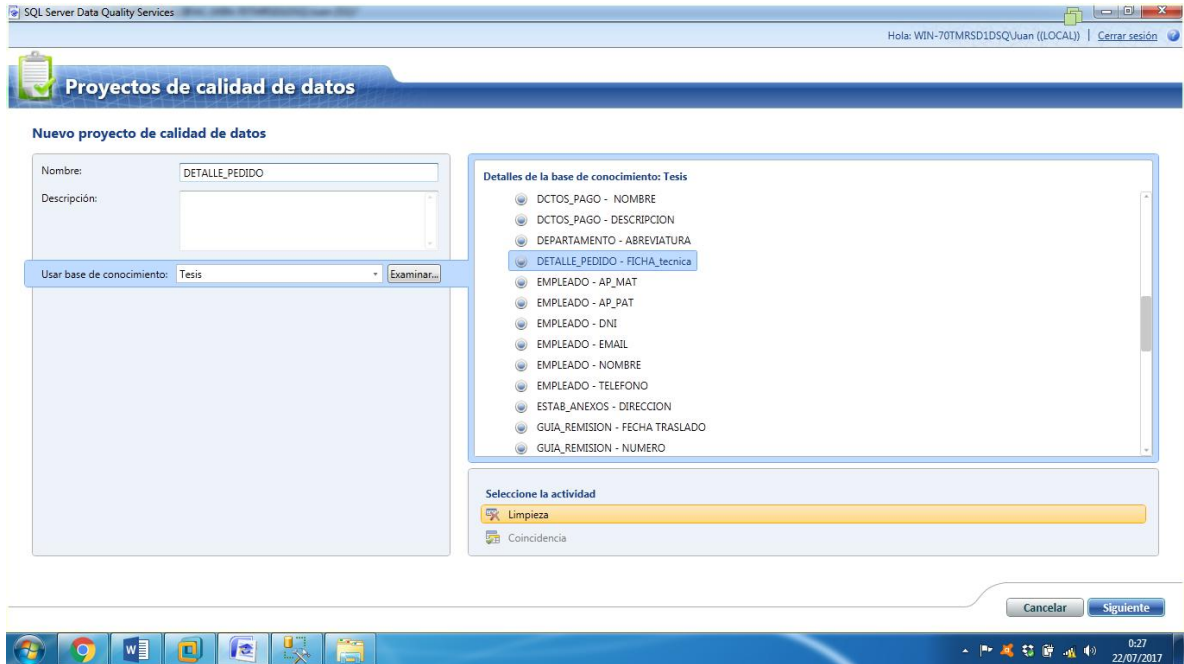 SQL Server Data Quality Services
Hola: WIN-70TMRSD1DSQ\Juan ((LOCAL)) | Cerrar sesión
Proyectos de calidad de datos
Nuevo proyecto de calidad de datos
Nombre: DETALLE_PEDIDO
Descripción:
Usar base de conocimiento: Tesis Examinar...
Detalles de la base de conocimiento: Tesis
DCTOS_PAGO - NOMBRE
DCTOS_PAGO - DESCRIPCION
DEPARTAMENTO - ABREVIATURA
DETALLE_PEDIDO - FICHA_tecnica
EMPLEADO - AP_MAT
EMPLEADO - AP_PAT
EMPLEADO - DNI
EMPLEADO - EMAIL
EMPLEADO - NOMBRE
EMPLEADO - TELEFONO
ESTAB_ANEXOS - DIRECCION
GUIA_REMISION - FECHA TRASLADO
GUIA_REMISION - NUMERO
Seleccione la actividad
Limpieza
Coincidencia
Cancelar Siguiente
0:27
22/07/2017